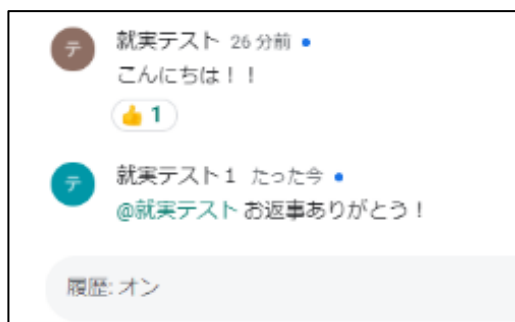 テ 就実テスト 26 分前
こんにちは！！
👍 1
テ 就実テスト1 たった今
@就実テスト お返事ありがとう！
履歴: オン